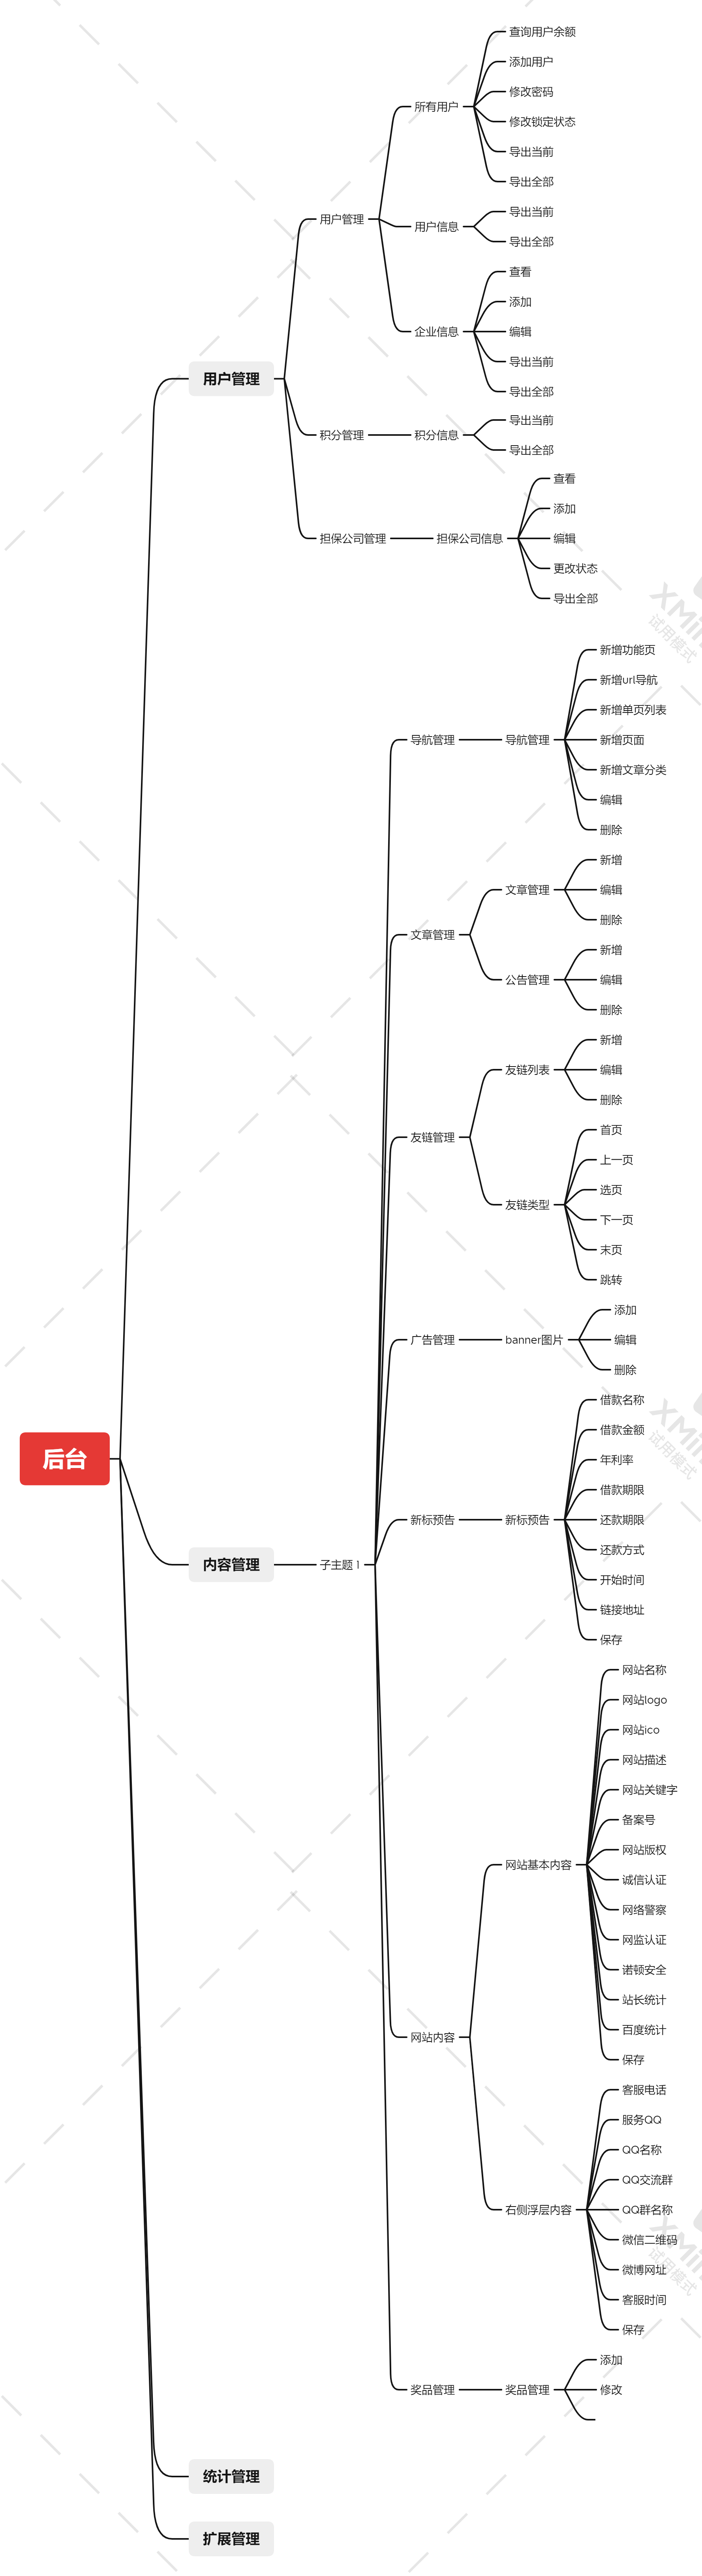 查询用户余额
添加用户
修改密码
所有用户
修改锁定状态
导出当前
导出全部
用户管理
用户信息
导出当前
导出全部
查看
添加
企业信息
编辑
导出当前
导出全部
用户管理
积分管理
积分信息
导出当前
导出全部
查看
添加
担保公司管理
担保公司信息
编辑
更改状态
导出全部
XMin
试用模式
新增功能页
新增url导航
新增单页列表
导航管理
导航管理
新增页面
新增文章分类
编辑
删除
新增
文章管理
编辑
删除
文章管理
新增
公告管理
编辑
删除
新增
友链列表
编辑
删除
友链管理
首页
上一页
选页
友链类型
下一页
末页
跳转
添加
广告管理
banner图片
编辑
删除
借款名称
XMin
试用模式
借款金额
年利率
后台
借款期限
新标预告
新标预告
还款期限
还款方式
内容管理
子主题 1
开始时间
链接地址
保存
网站名称
网站logo
网站ico
网站描述
网站关键字
备案号
网站版权
网站基本内容
诚信认证
网络警察
网监认证
诺顿安全
站长统计
百度统计
网站内容
保存
客服电话
服务QQ
QQ名称
QQ交流群
右侧浮层内容
QQ群名称
XMin
试用模式
微信二维码
微博网址
客服时间
保存
添加
奖品管理
奖品管理
修改
统计管理
扩展管理